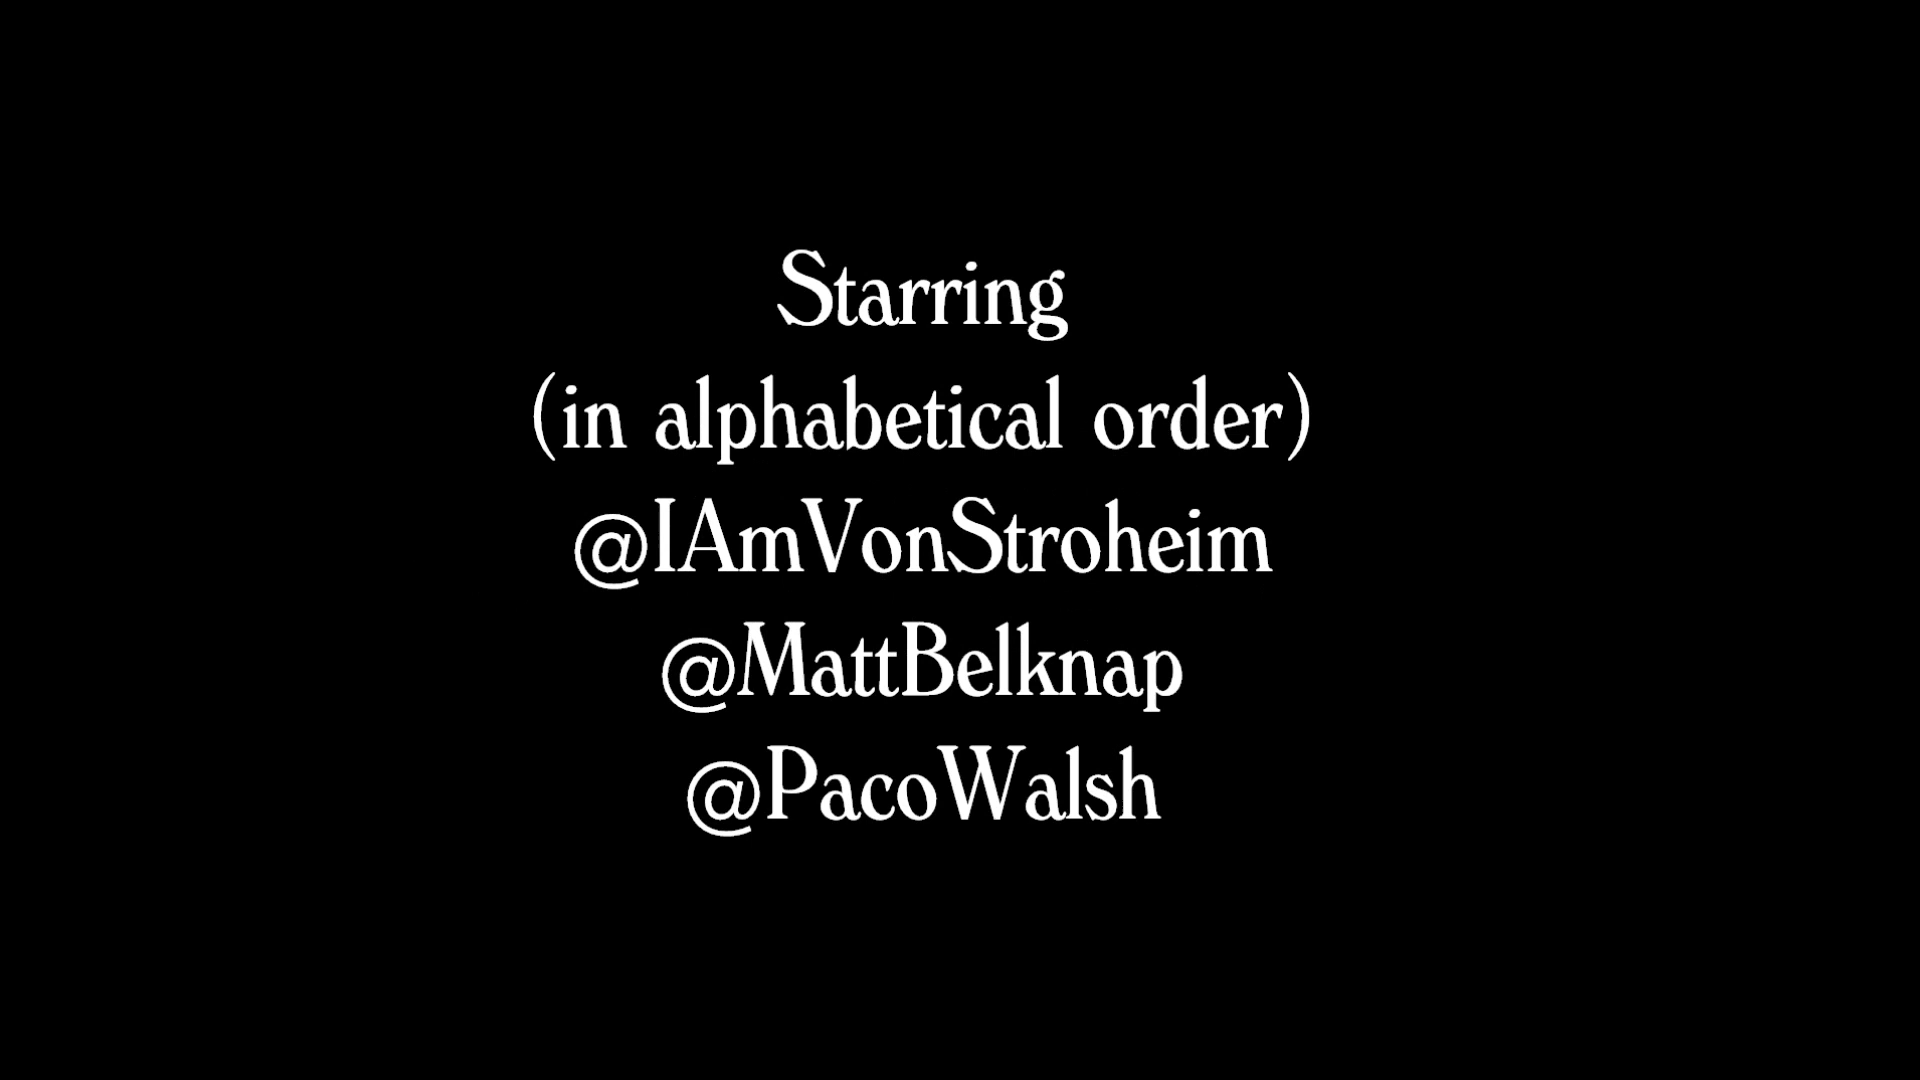 Starring
(in alphabetical order)
@IAmVonStroheim
@MattBelknap
@PacoWalsh